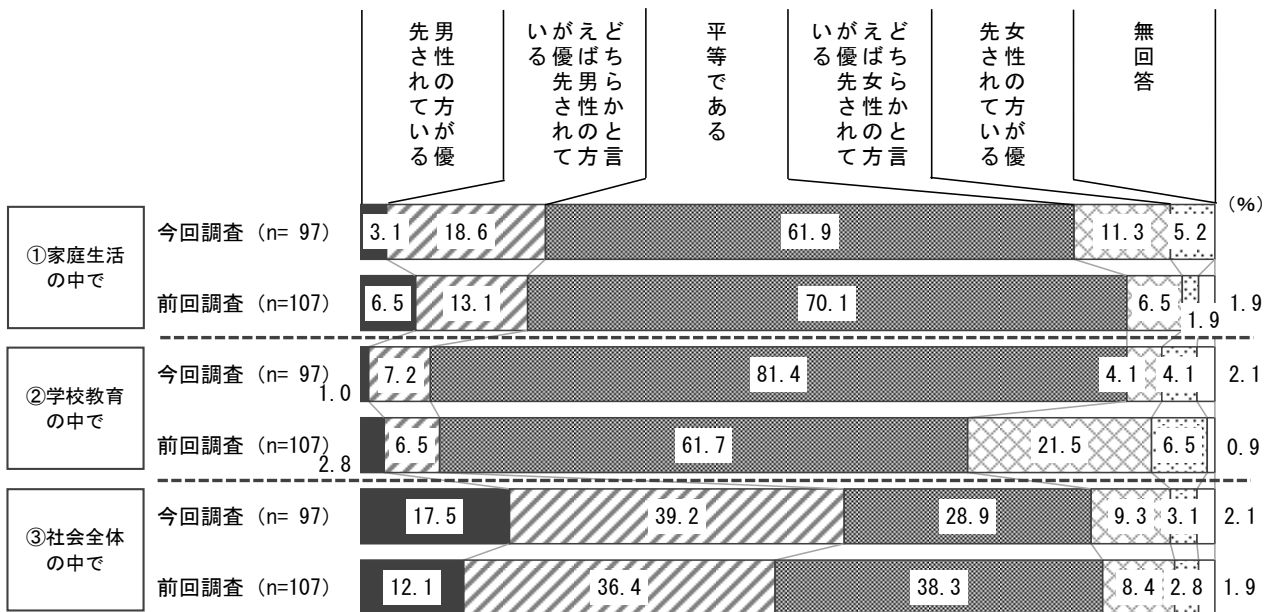 男性の方が優
先されている
どちらかと言
えば男性の方
が優先されて
いる
平等である
どちらかと言
えば女性の方
が優先されて
いる
女性の方が優
先されている
無回答
(%)
①家庭生活
の中で
今回調査 (n= 97)
3.1 18.6 61.9 11.3 5.2
前回調査 (n=107)
6.5 13.1 70.1 6.5 1.9 1.9
②学校教育
の中で
今回調査 (n= 97)
1.0 7.2 81.4 4.1 4.1 2.1
前回調査 (n=107)
2.8 6.5 61.7 21.5 6.5 0.9
③社会全体
の中で
今回調査 (n= 97)
17.5 39.2 28.9 9.3 3.1 2.1
前回調査 (n=107)
12.1 36.4 38.3 8.4 2.8 1.9